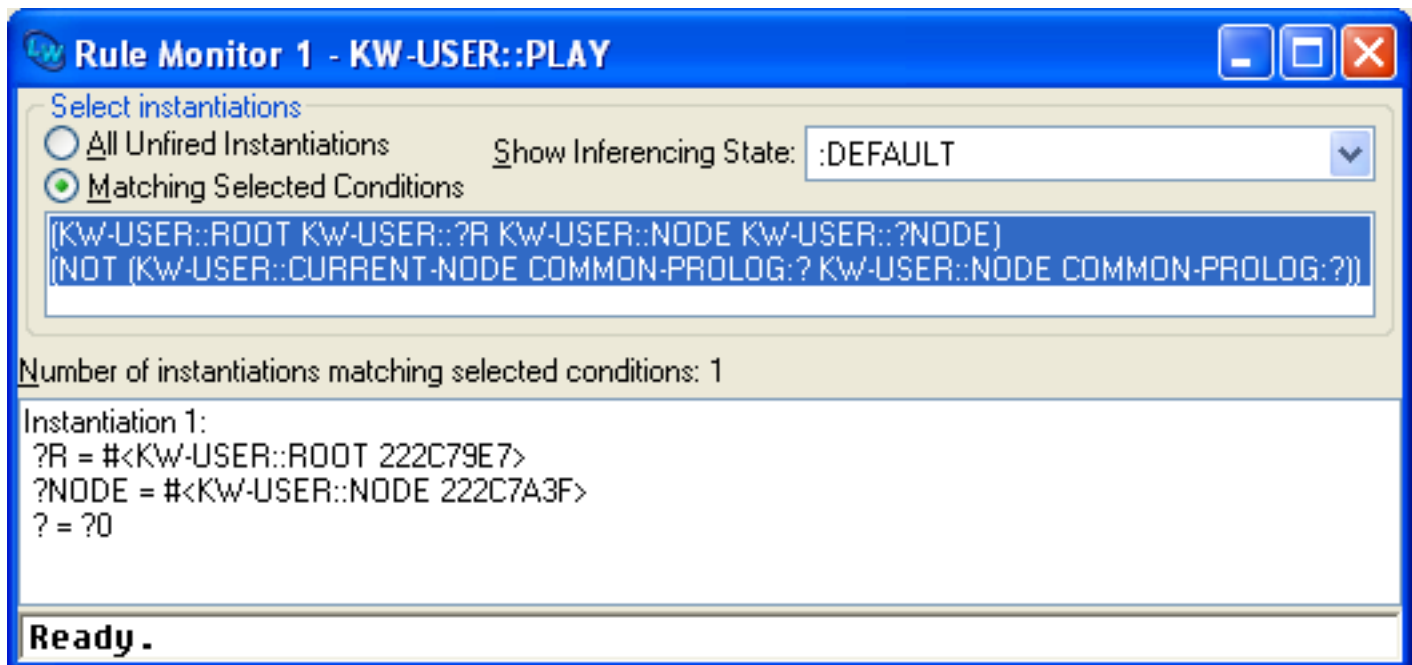 Rule Monitor 1 - KW-USER::PLAY
Select instantiations
All Unfired Instantiations
Show Inferencing State: :DEFAULT
Matching Selected Conditions
(KW-USER::ROOT KW-USER::?R KW-USER::NODE KW-USER::?NODE)
(NOT (KW-USER::CURRENT-NODE COMMON-PROLOG:? KW-USER::NODE COMMON-PROLOG:?))
Number of instantiations matching selected conditions: 1
Instantiation 1:
?R = #<KW-USER::ROOT 222C79E7>
?NODE = #<KW-USER::NODE 222C7A3F>
? = ?0
Ready.